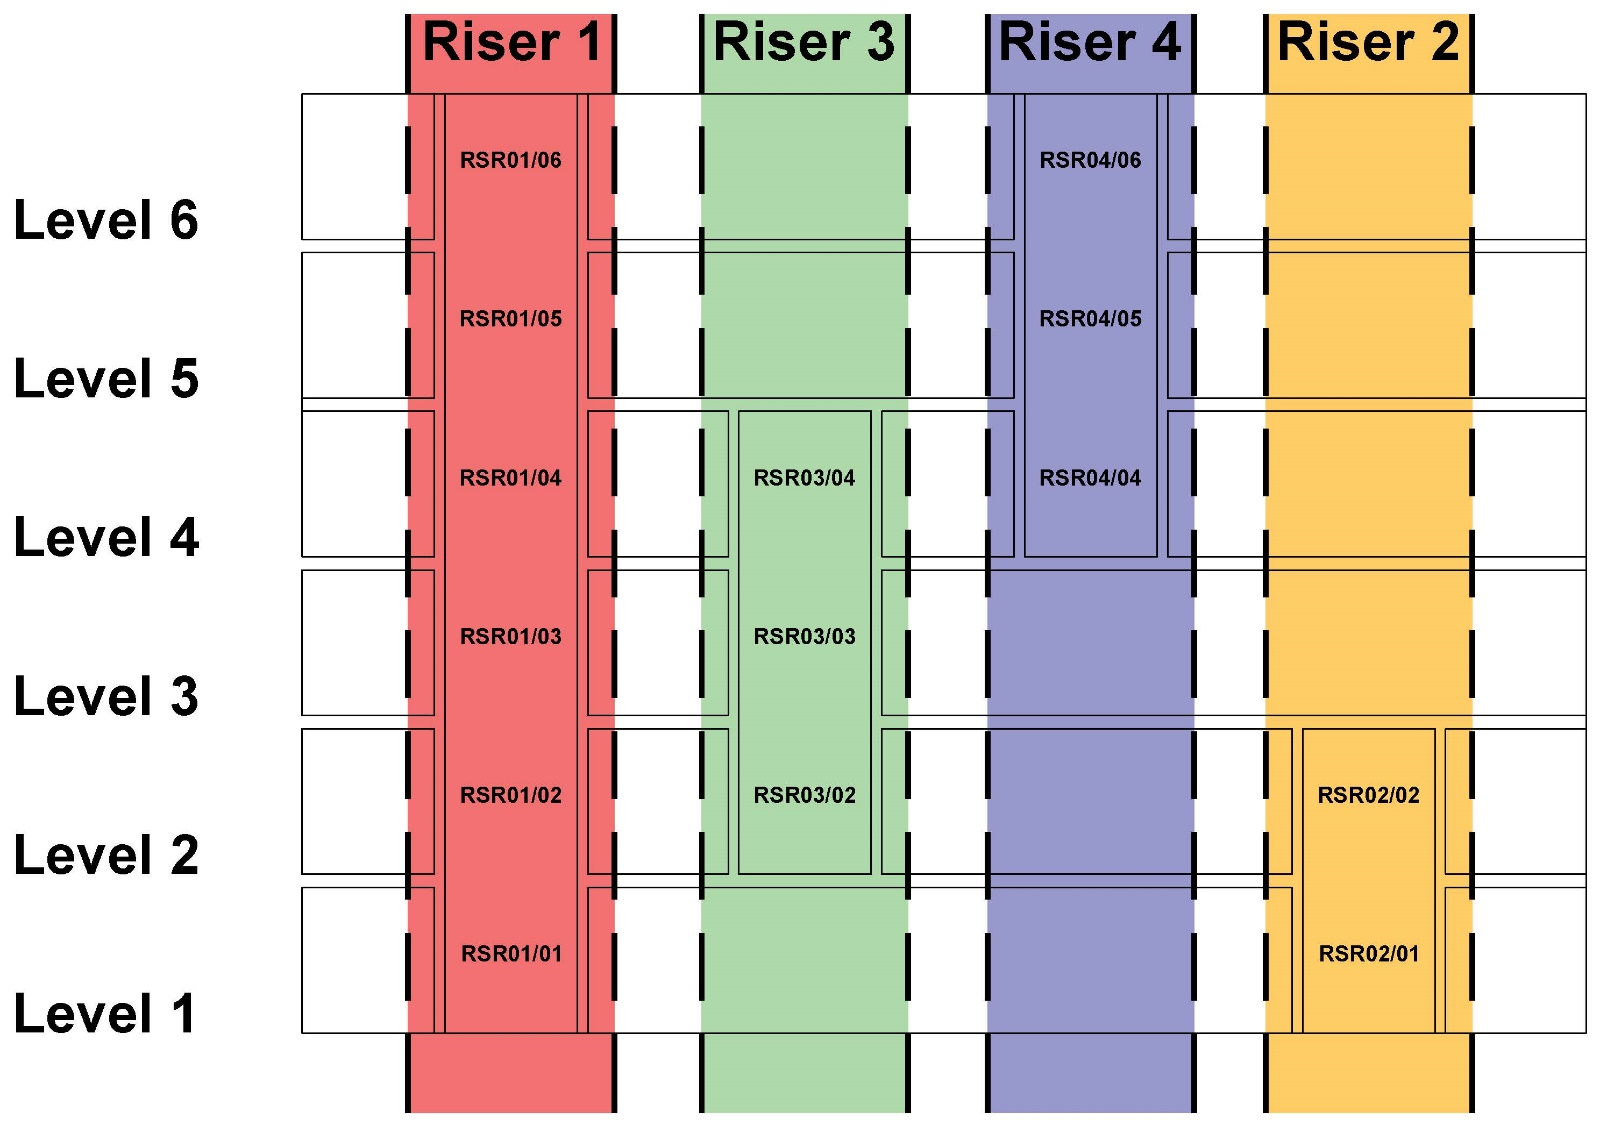 Riser 1 Riser 3 Riser 4 Riser 2
RSR01/06 RSR04/06
Level 6
RSR01/05 RSR04/05
Level 5
RSR01/04 RSR03/04 RSR04/04
Level 4
RSR01/03 RSR03/03
Level 3
RSR01/02 RSR03/02 RSR02/02
Level 2
RSR01/01 RSR02/01
Level 1